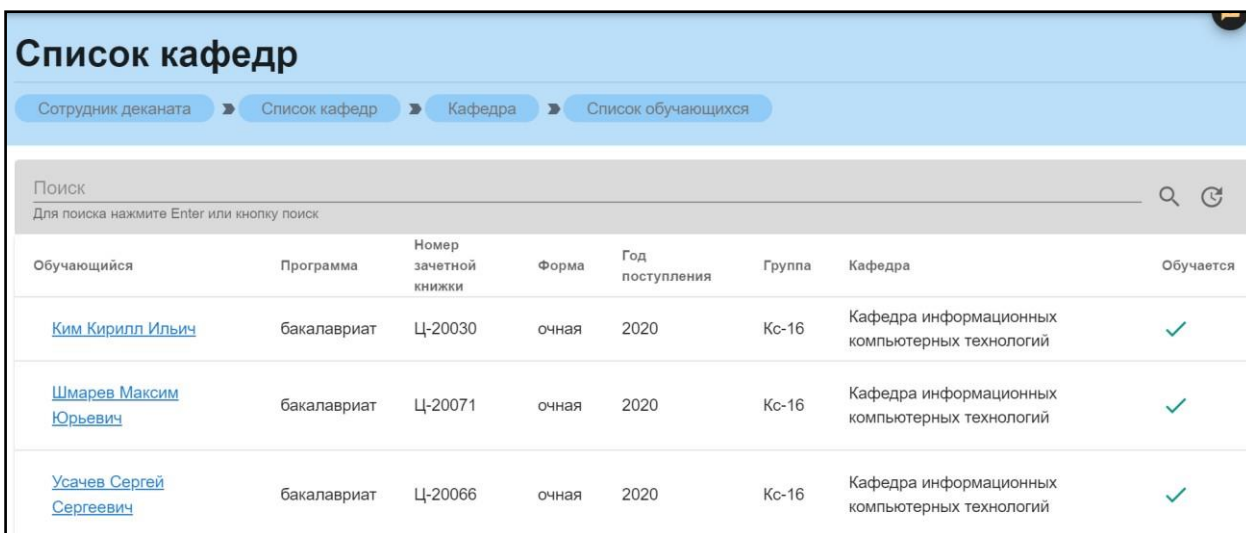 Список кафедр
Сотрудник деканата Список кафедр Кафедра Список обучающихся
Поиск
Для поиска нажмите Enter или кнопку поиск
Обучающийся Программа Номер зачетной книжки Форма Год поступления Группа Кафедра Обучается
Ким Кирилл Ильич бакалавриат Ц-20030 очная 2020 Кс-16 Кафедра информационных
компьютерных технологий
Шмарев Максим
Юрьевич бакалавриат Ц-20071 очная 2020 Кс-16 Кафедра информационных
компьютерных технологий
Усачев Сергей
Сергеевич бакалавриат Ц-20066 очная 2020 Кс-16 Кафедра информационных
компьютерных технологий